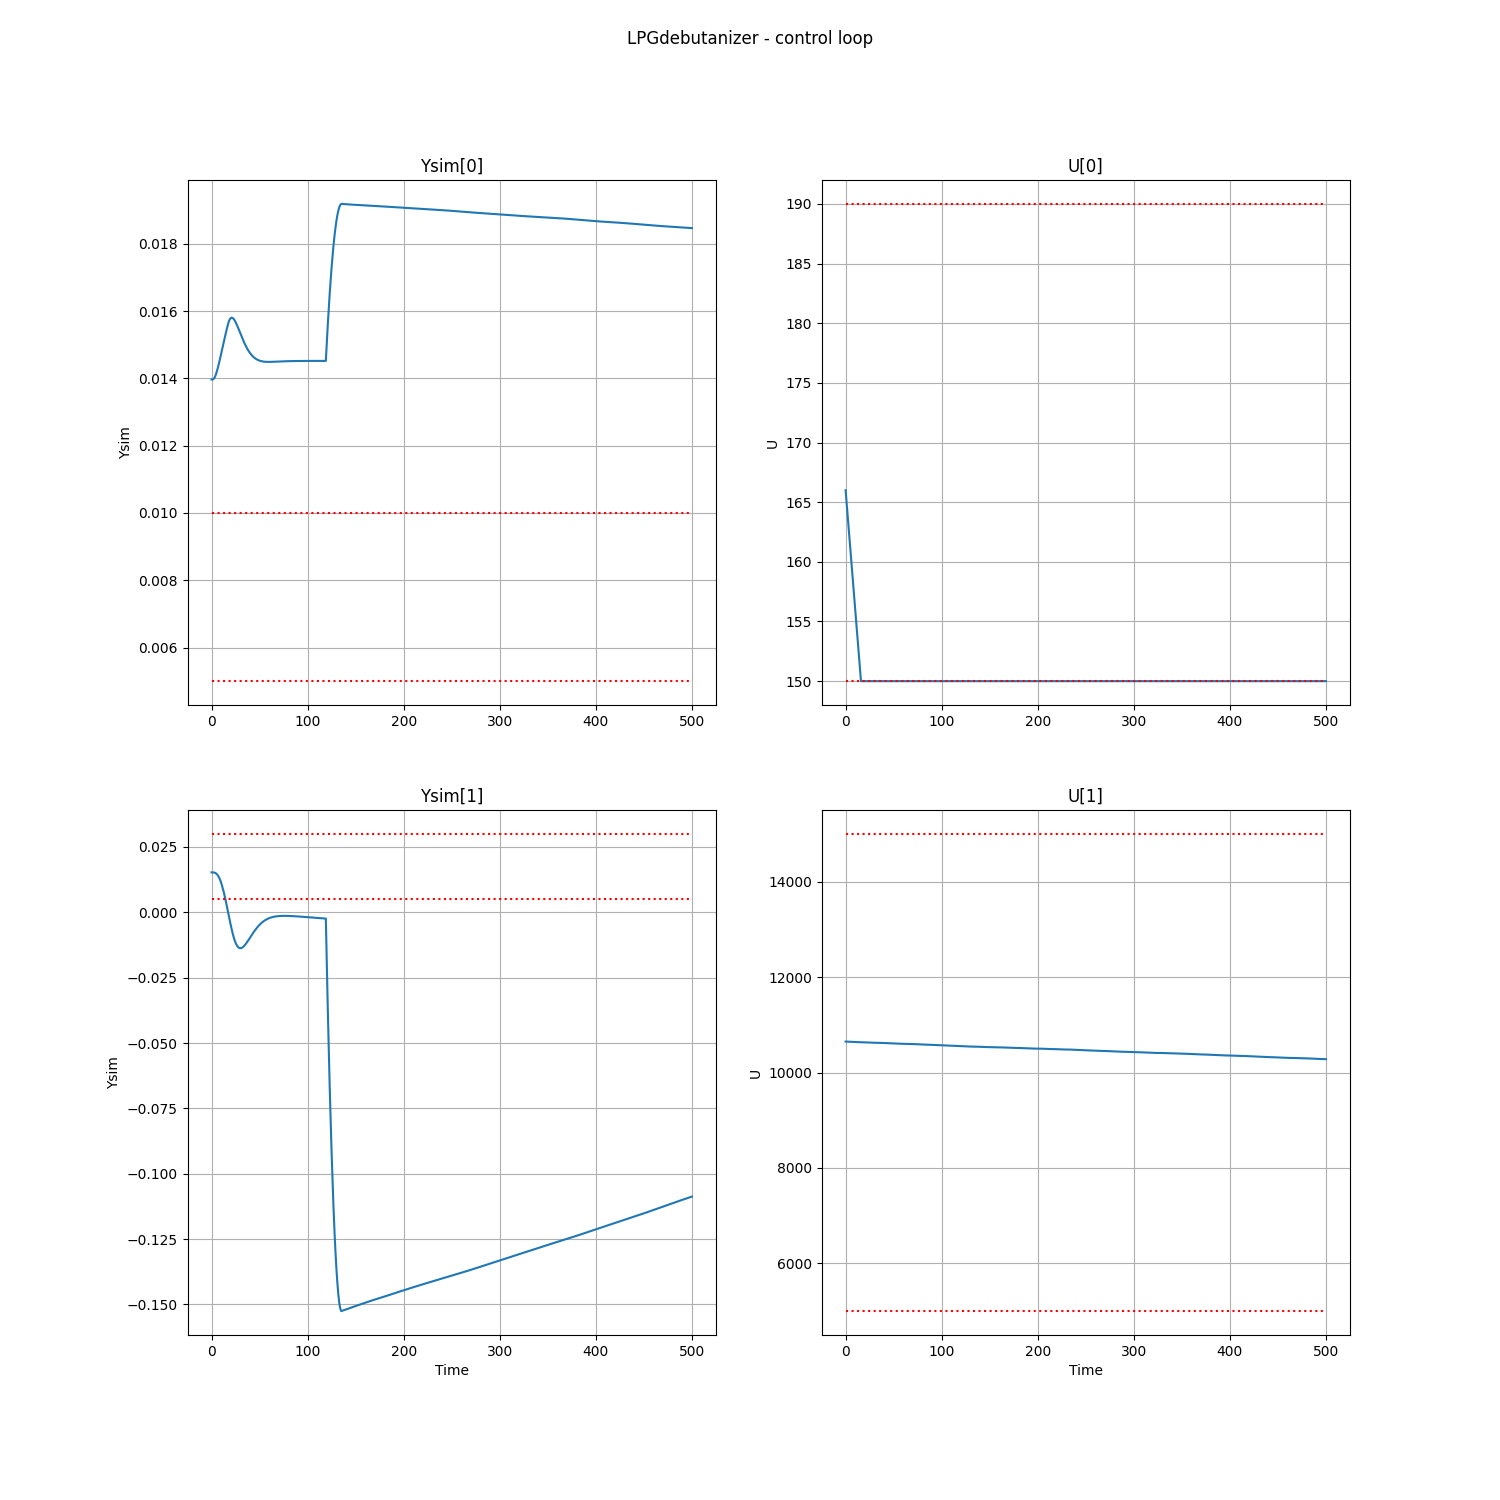 LPGdebutanizer - control loop
Ysim[0]
Ysim
0.018
0.016
0.014
0.012
0.010
0.008
0.006
0 100 200 300 400 500
U[0]
U
190
185
180
175
170
165
160
155
150
0 100 200 300 400 500
Ysim[1]
Ysim
0.025
0.000
−0.025
−0.050
−0.075
−0.100
−0.125
−0.150
0 100 200 300 400 500
Time
U[1]
U
14000
12000
10000
8000
6000
0 100 200 300 400 500
Time